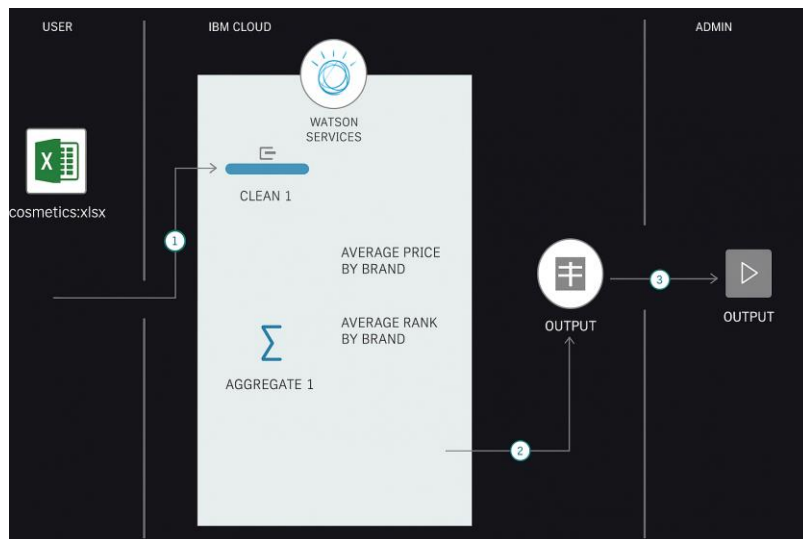 USER
IBM CLOUD
ADMIN
WATSON
SERVICES
X
cosmetics:xlsx
CLEAN 1
1
AVERAGE PRICE
BY BRAND
AVERAGE RANK
BY BRAND
AGGREGATE 1
2
OUTPUT
3
OUTPUT